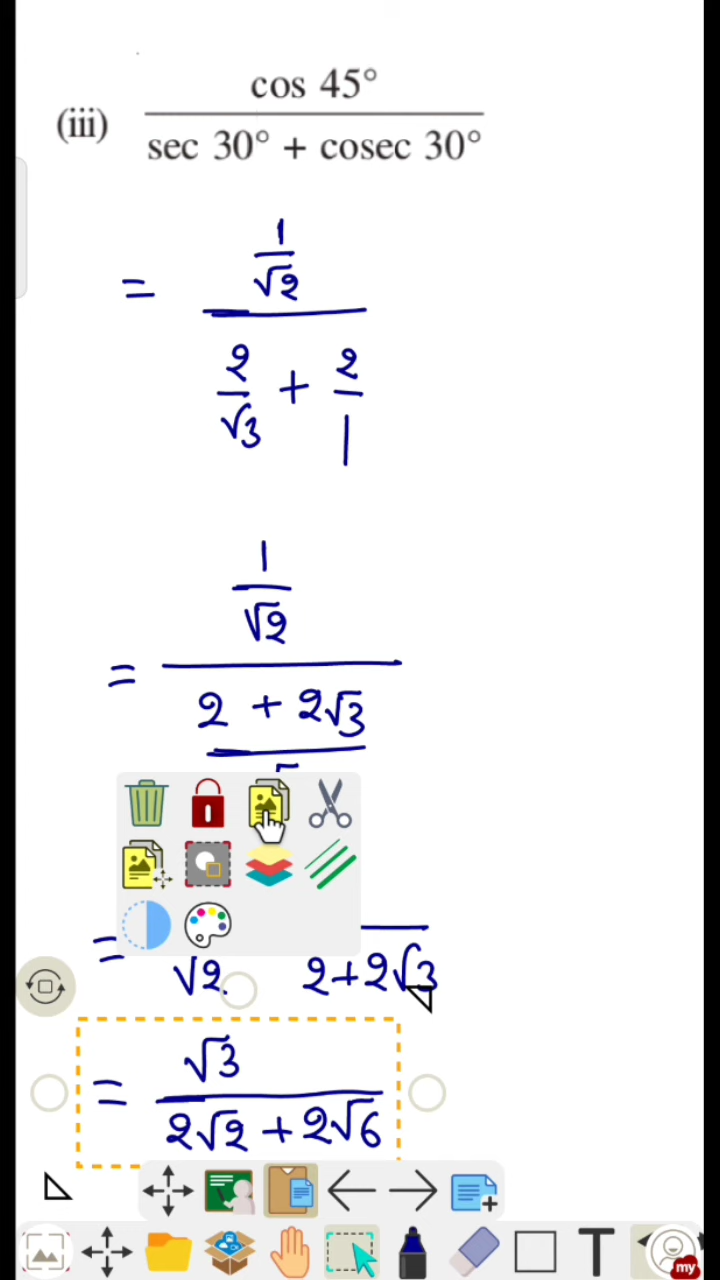 (iii) cos 45°
sec 30° + cosec 30°
1
= √2
2 + 2
√3 1
1
√2
=
2 + 2√3
=
√2 2+2√3
√3
=
2√2 + 2√6
T
my